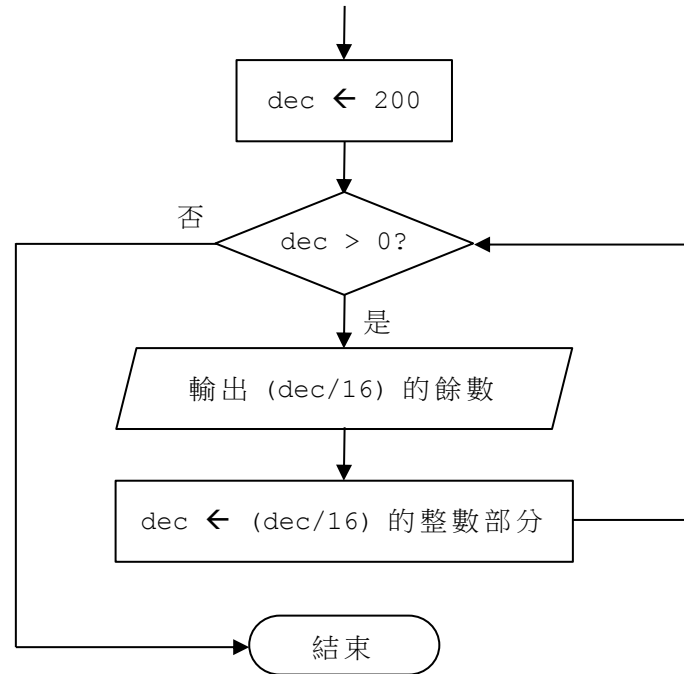 dec ← 200
否
dec > 0?
是
輸出 (dec/16) 的餘數
dec ← (dec/16) 的整數部分
結束